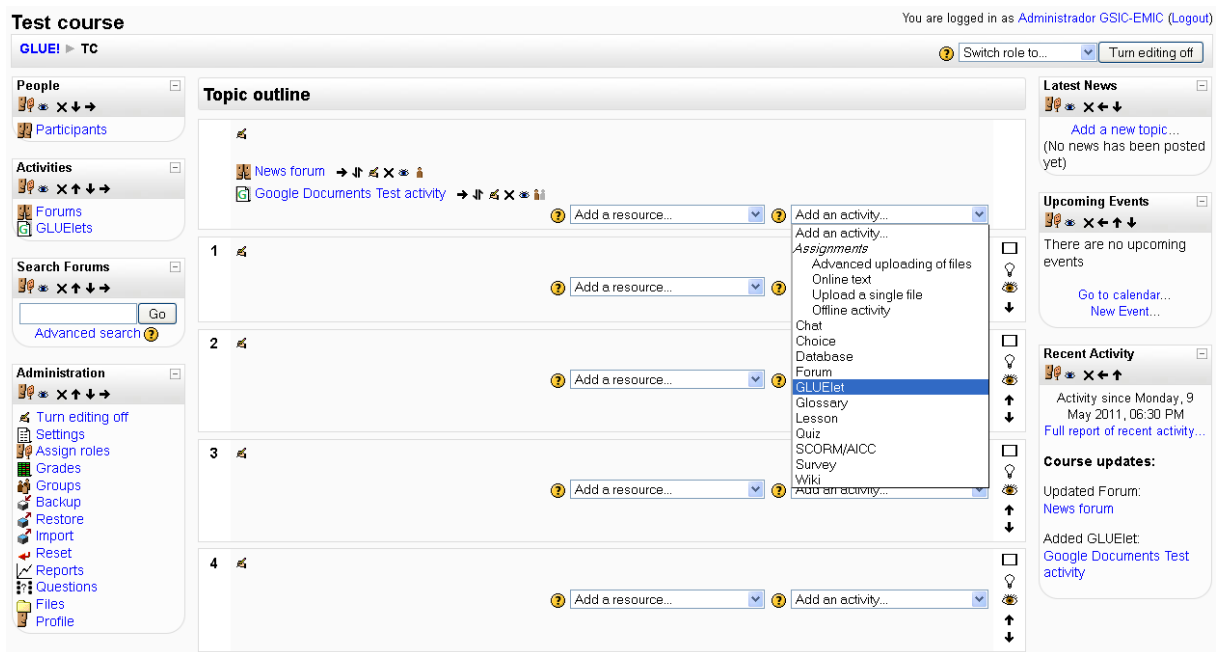 Test course
You are logged in as Administrador GSIC-EMIC (Logout)
GLUE! ► TC
Switch role to...
Turn editing off
People
Participants
Activities
Forums
GLUElets
Search Forums
Go
Advanced search
Administration
Turn editing off
Settings
Assign roles
Grades
Groups
Backup
Restore
Import
Reset
Reports
Questions
Files
Profile
Topic outline
News forum
Google Documents Test activity
Add a resource...
Add an activity...
Add an activity...
Assignments
Advanced uploading of files
Online text
Upload a single file
Offline activity
Chat
Choice
Database
Forum
GLUElet
Glossary
Lesson
Quiz
SCORM/AICC
Survey
Wiki
1
Add a resource...
2
Add a resource...
3
Add a resource...
Add an activity...
4
Add a resource...
Add an activity...
Latest News
Add a new topic...
(No news has been posted
yet)
Upcoming Events
There are no upcoming
events
Go to calendar...
New Event...
Recent Activity
Activity since Monday, 9
May 2011, 06:30 PM
Full report of recent activity...
Course updates:
Updated Forum:
News forum
Added GLUElet:
Google Documents Test
activity